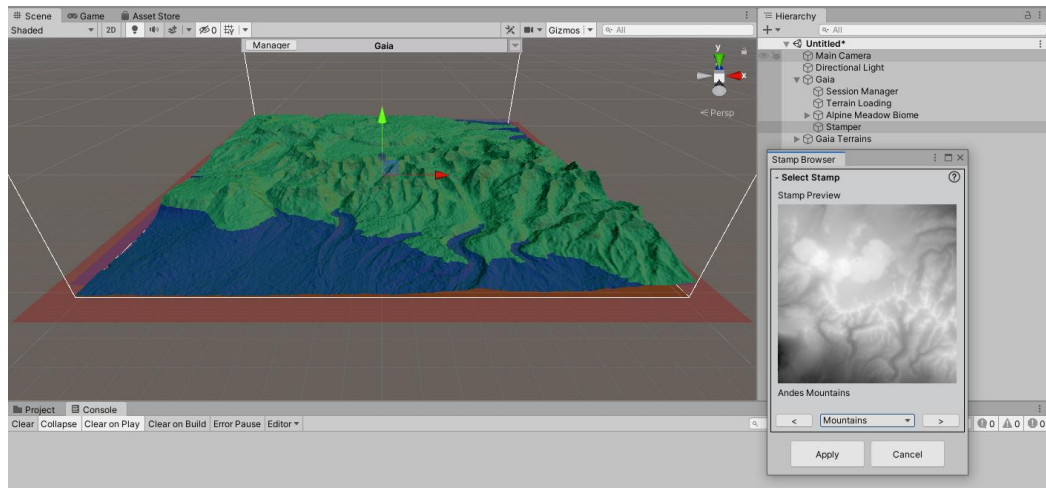 Scene Game Asset Store
Shaded 2D 0 Gizmos All
Manager Gaia
y
x
Persp
Hierarchy
All
Untitled*
Main Camera
Directional Light
Gaia
Session Manager
Terrain Loading
Alpine Meadow Biome
Stamper
Gaia Terrains
Stamp Browser
- Select Stamp ?
Stamp Preview
Andes Mountains
< Mountains >
Apply Cancel
Project Console
Clear Collapse Clear on Play Clear on Build Error Pause Editor
0 0 0